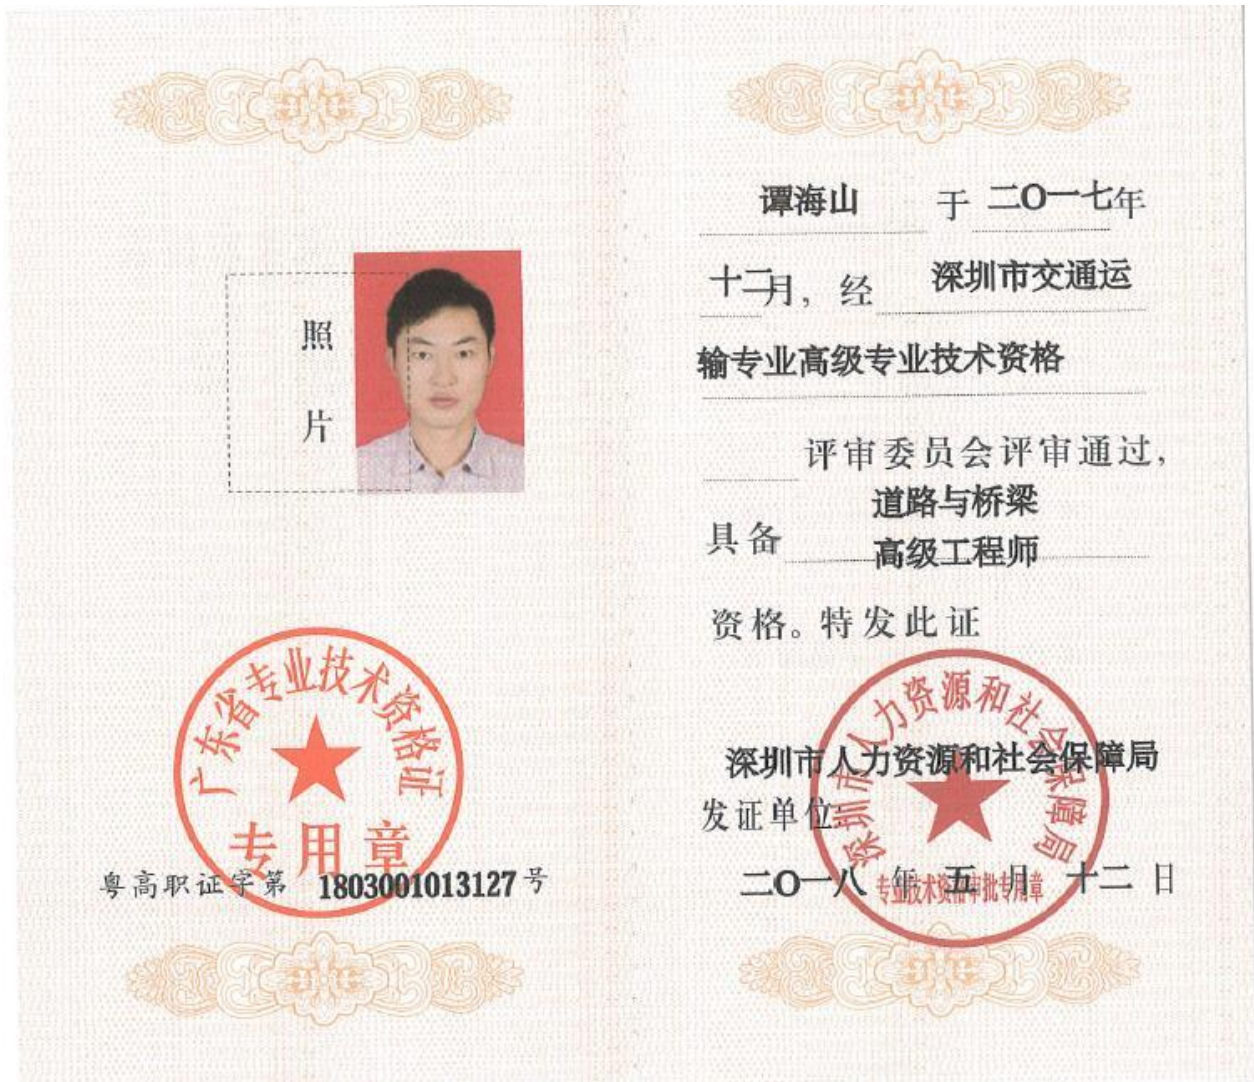 照
片
广东省专业技术资格证
专用章
粤高职证字第 1803001013127 号
谭海山 于 二〇一七年
十二月，经 深圳市交通运
输专业高级专业技术资格
评审委员会评审通过，
道路与桥梁
具备
高级工程师
资格。特发此证
深圳市人力资源和社会保障局
深圳市人力资源和社会保障局
发证单位：
二〇一八 年 五 月 十二 日
专业技术资格审批专用章